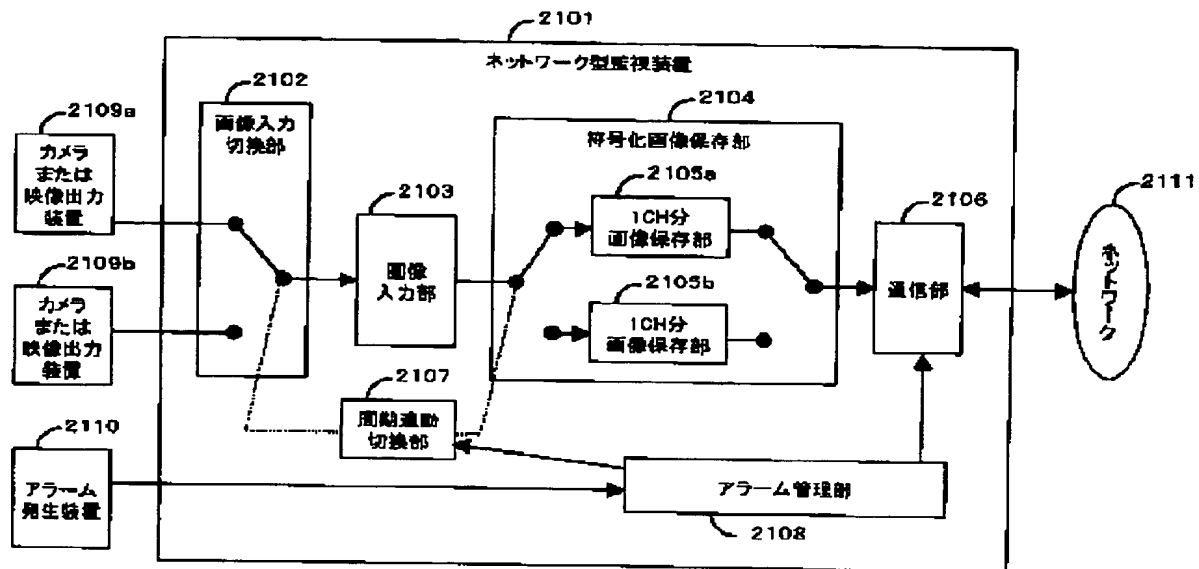 2101
ネットワーク型監視装置
2102
画像入力
切換部
2104
符号化画像保存部
2109a
カメラ
または
映像出力
装置
2103
画像
入力部
2105a
1CH分
画像保存部
2106
通信部
2111
ネットワーク
2109b
カメラ
または
映像出力
装置
2105b
1CH分
画像保存部
2107
同期連動
切換部
2110
アラーム
発生装置
アラーム管理部
2108